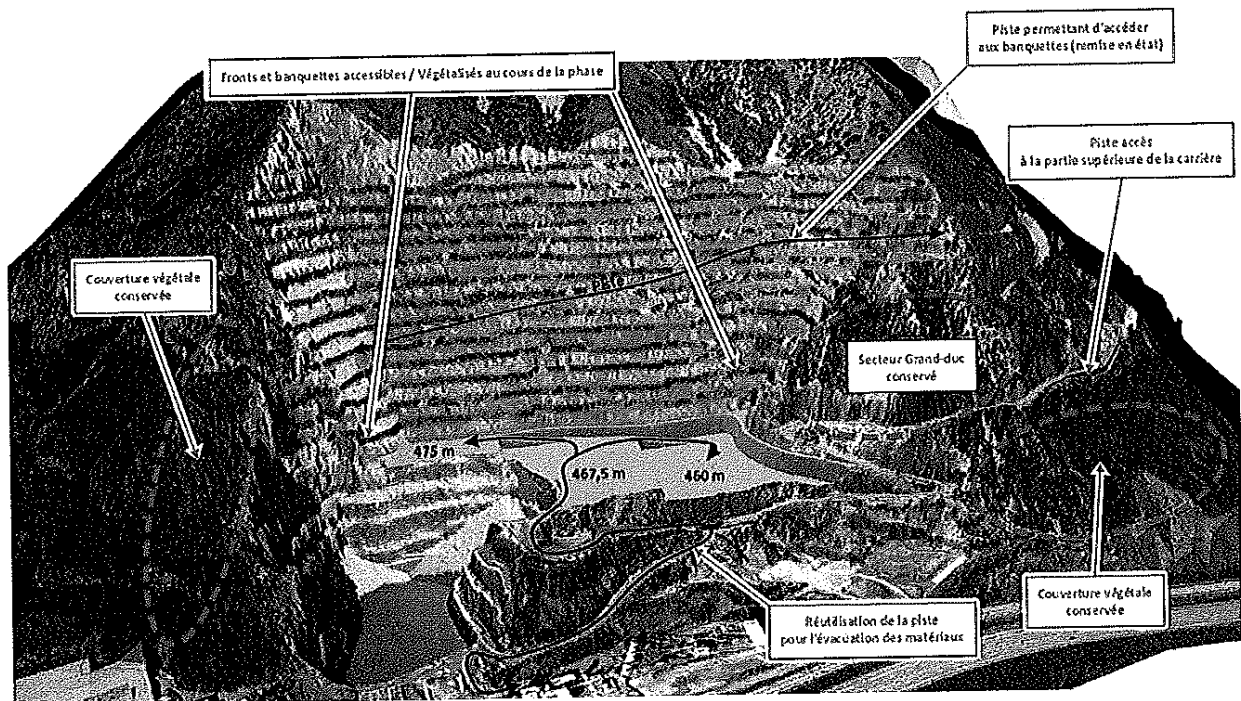 Piste permettant d'accéder
aux banquettes (remise en état)
Fronts et banquettes accessibles / Végétalisés au cours de la phase
Piste accès
à la partie supérieure de la carrière
Couverture végétale
conservée
Piste
Secteur Grand-duc
conservé
475 m
467,5 m
460 m
Couverture végétale
conservée
Réutilisation de la piste
pour l'évacuation des matériaux